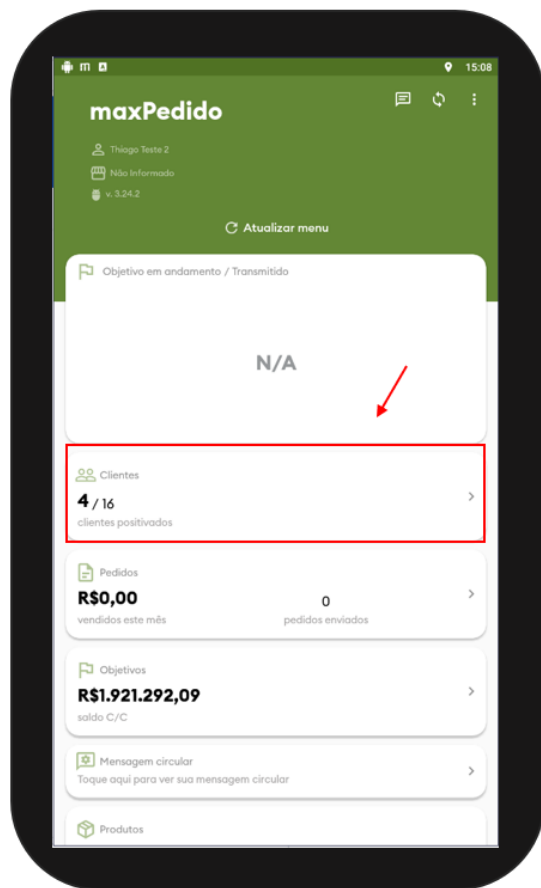 15:08
maxPedido
Thiago Teste 2
Não Informado
v. 3.24.2
Atualizar menu
Objetivo em andamento / Transmitido
N/A
Clientes
4 / 16
clientes positivados
Pedidos
R$0,00 0
vendidos este mês pedidos enviados
Objetivos
R$1.921.292,09
saldo C/C
Mensagem circular
Toque aqui para ver sua mensagem circular
Produtos